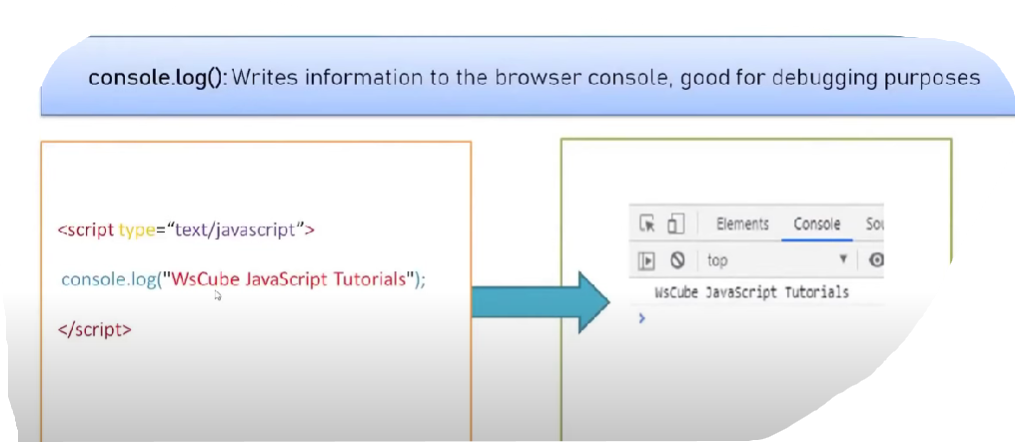 console.log(): Writes information to the browser console, good for debugging purposes
<script type=“text/javascript”>
console.log("WsCube JavaScript Tutorials");
</script>
Elements Console Sou
top
WsCube JavaScript Tutorials